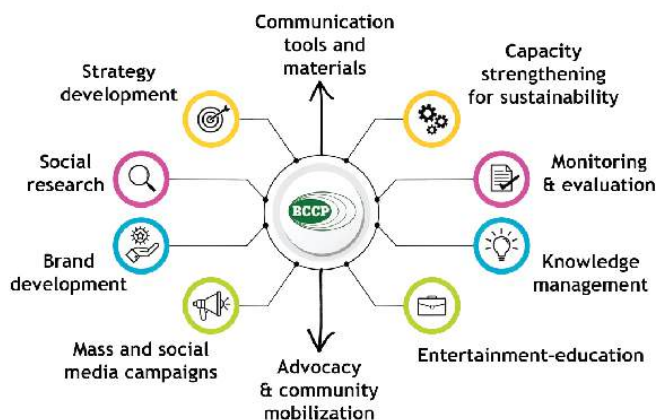 Communication
tools and
materials
Capacity
strengthening
for sustainability
Monitoring
& evaluation
Knowledge
management
Entertainment-education
Advocacy
& community
mobilization
Mass and social
media campaigns
Brand
development
Social
research
Strategy
development
BCCP